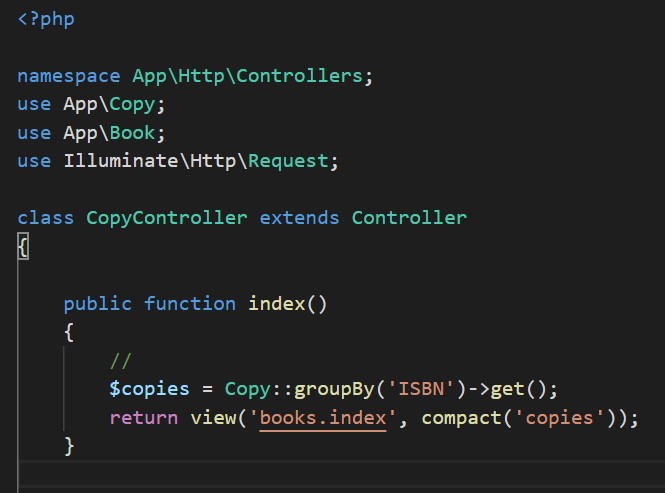 <?php
namespace App\Http\Controllers;
use App\Copy;
use App\Book;
use Illuminate\Http\Request;
class CopyController extends Controller
{
public function index()
{
//
$copies = Copy::groupBy('ISBN')->get();
return view('books.index', compact('copies'));
}